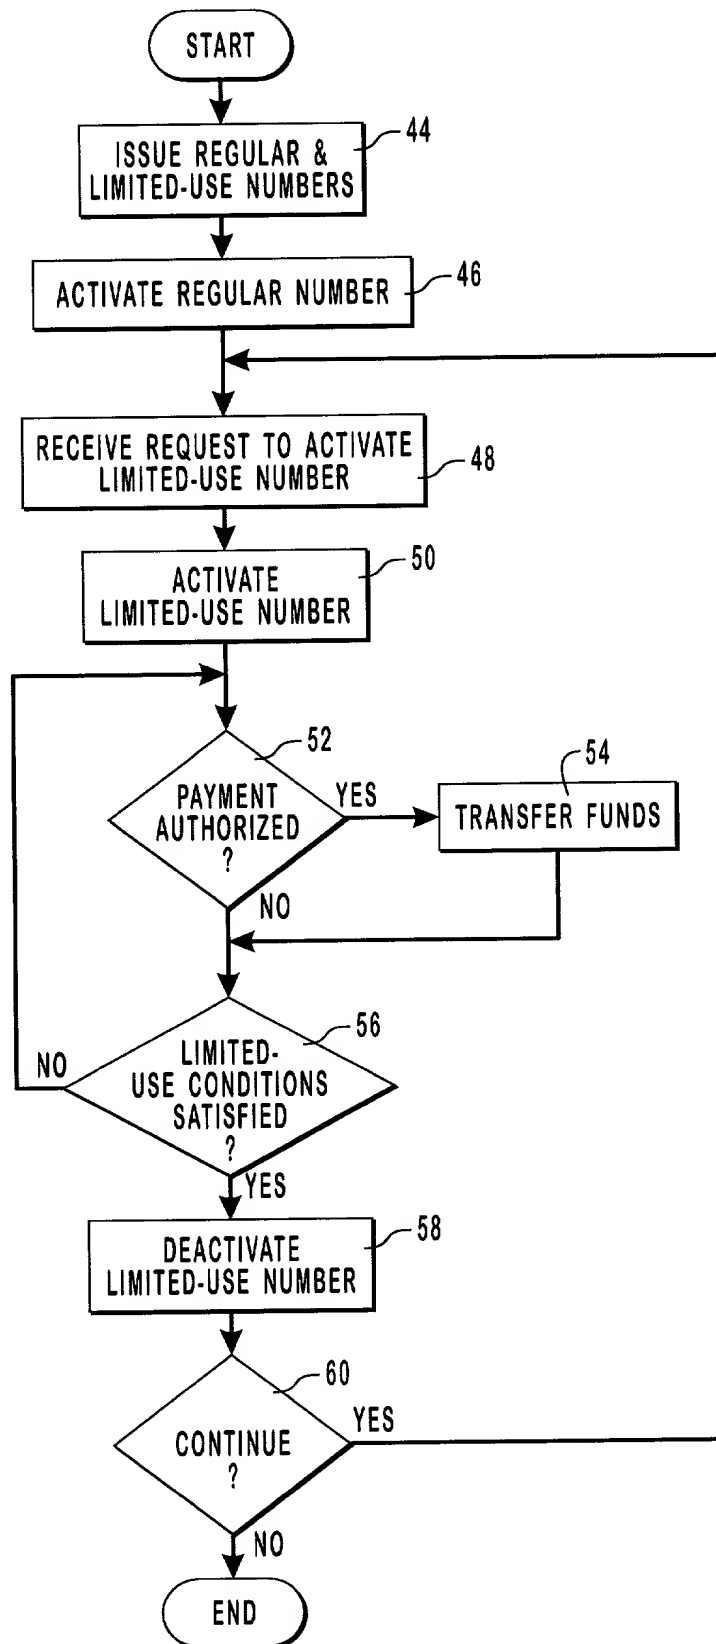 START
44
ISSUE REGULAR &
LIMITED-USE NUMBERS
46
ACTIVATE REGULAR NUMBER
RECEIVE REQUEST TO ACTIVATE
LIMITED-USE NUMBER
48
50
ACTIVATE
LIMITED-USE NUMBER
52
PAYMENT
AUTHORIZED
?
YES
54
TRANSFER FUNDS
NO
56
NO
LIMITED-
USE CONDITIONS
SATISFIED
?
YES
58
DEACTIVATE
LIMITED-USE NUMBER
60
YES
CONTINUE
?
NO
END